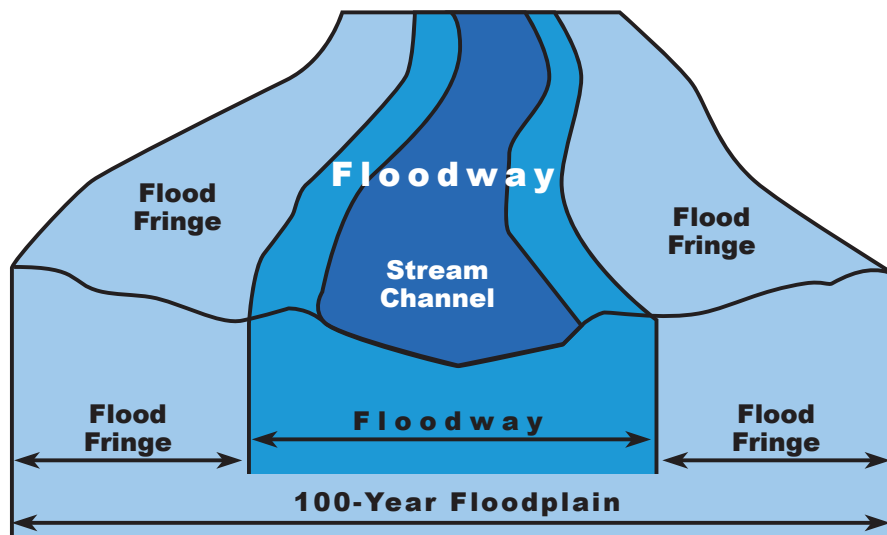 Floodway
Flood
Fringe
Flood
Fringe
Stream
Channel
Flood
Fringe
Floodway
Flood
Fringe
100-Year Floodplain